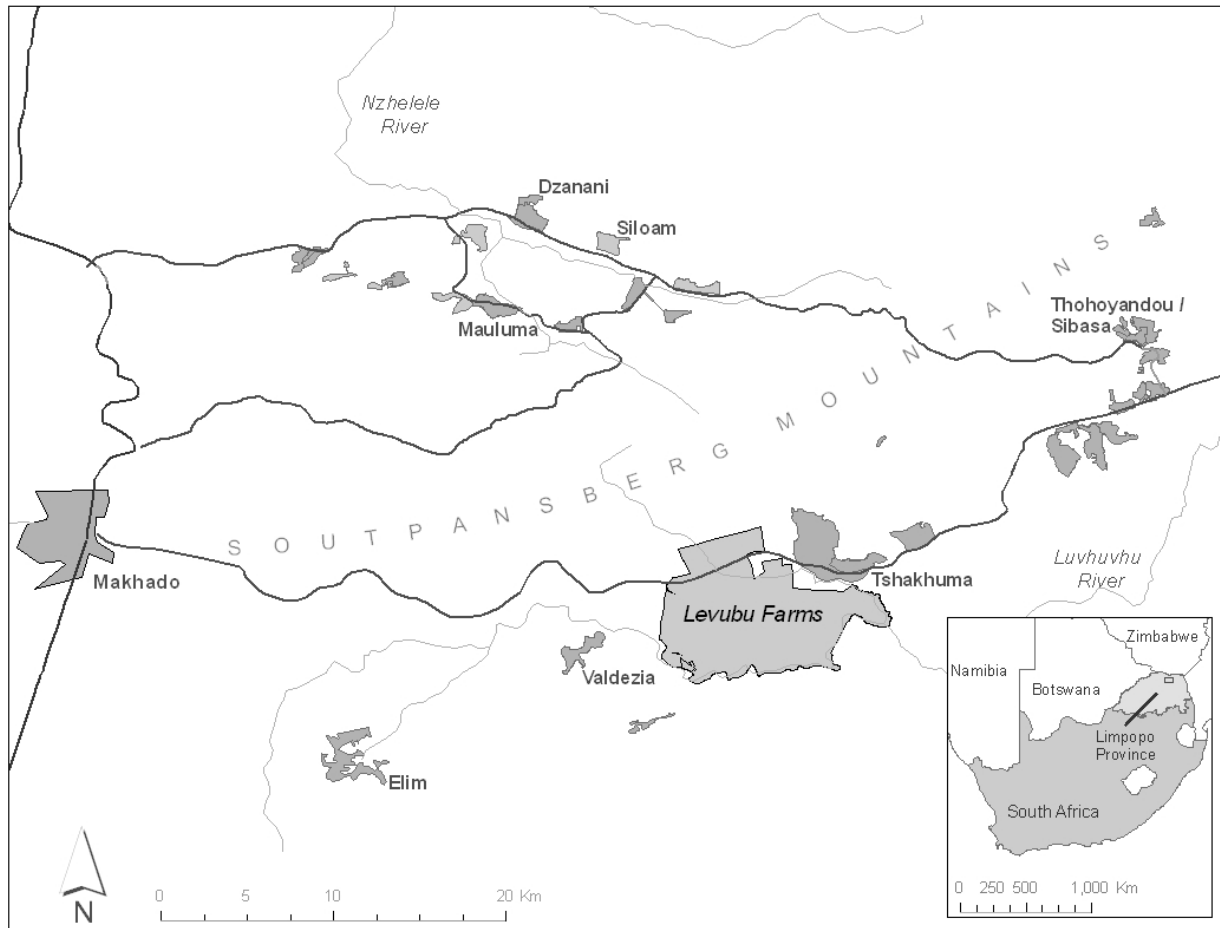 Nzhelele
River
Dzanani
Siloam
Mauluma
Thohoyandou /
Sibasa
SOUTPANSBERG MOUNTAINS
Makhado
Tshakhuma
Luvhuvhu
River
Levubu Farms
Valdezia
Elim
N
0 5 10 20 Km
Zimbabwe
Namibia
Botswana
Limpopo
Province
South Africa
0 250 500 1,000 Km